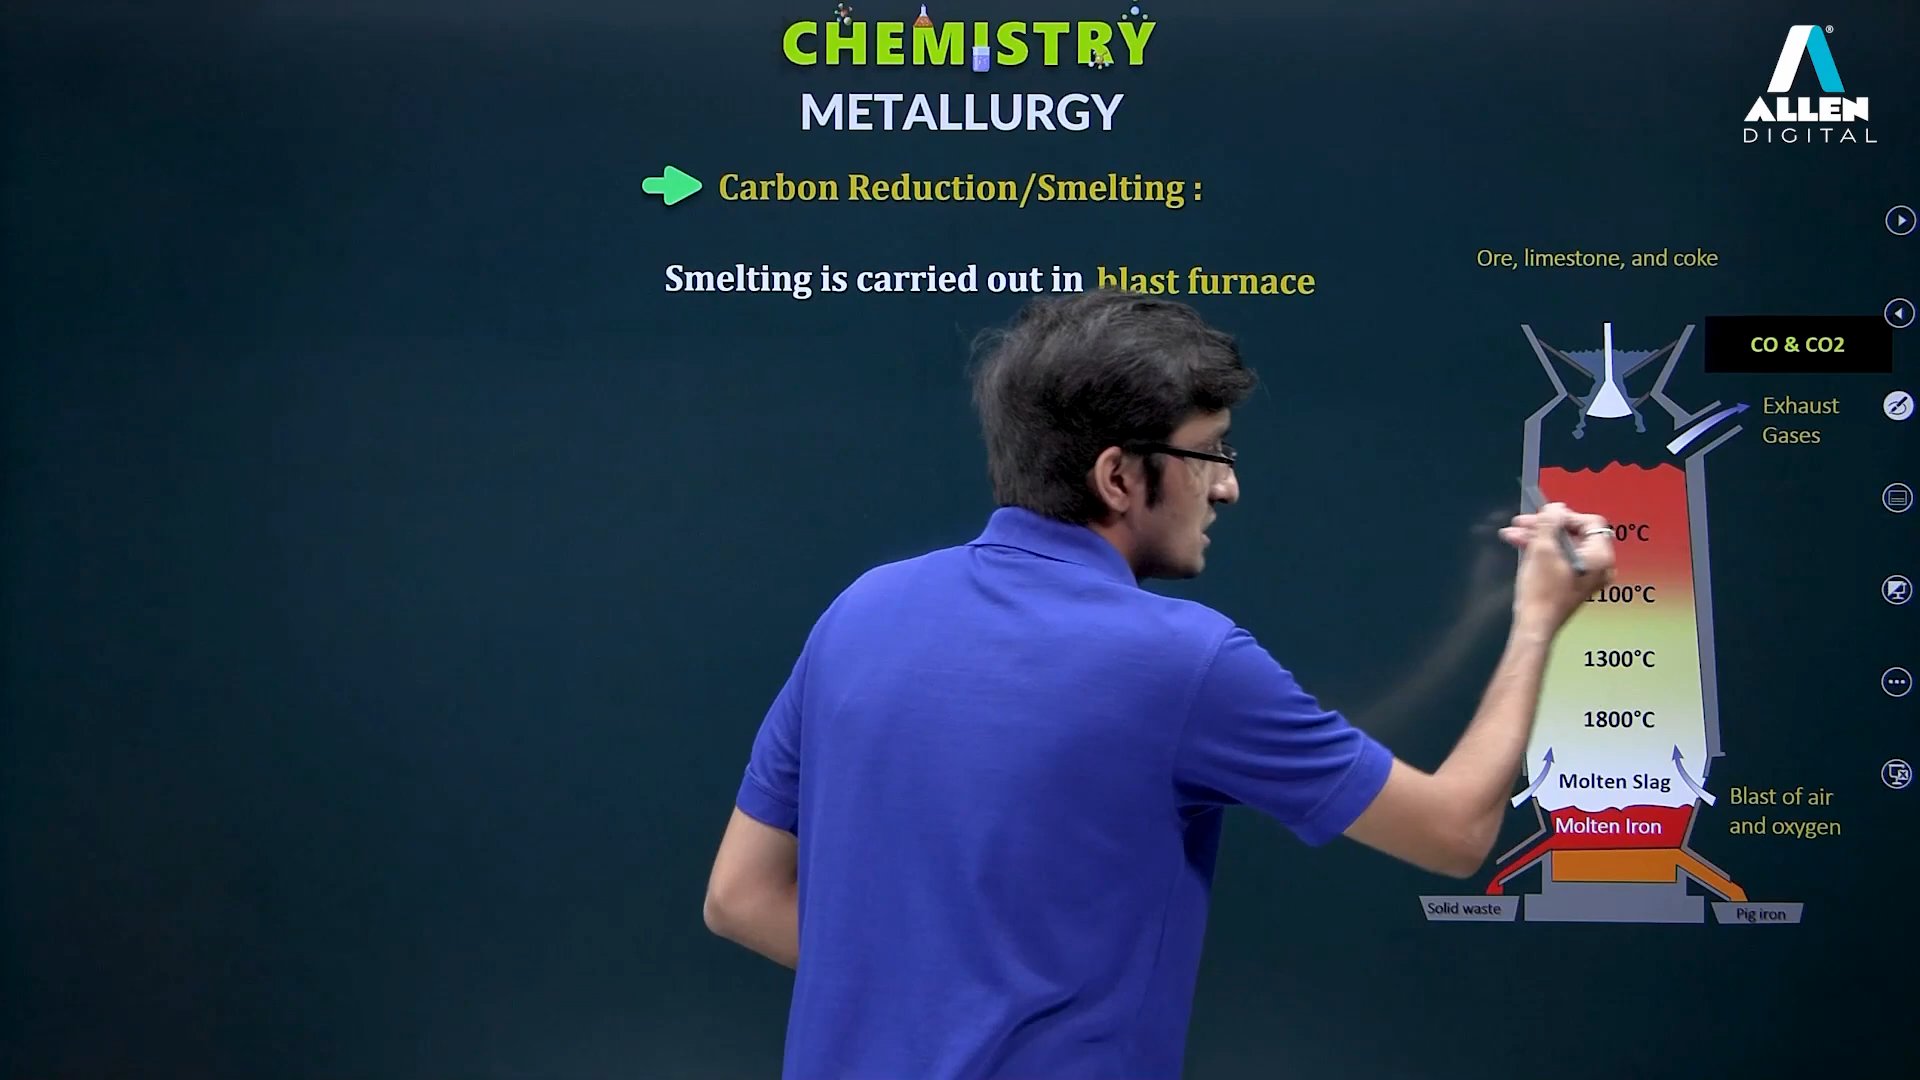 CHEMISTRY
METALLURGY
ALLEN
DIGITAL
Carbon Reduction/Smelting :
Smelting is carried out in blast furnace
Ore, limestone, and coke
CO & CO2
Exhaust
Gases
1100°C
1300°C
1800°C
Molten Slag
Molten Iron
Blast of air
and oxygen
Solid waste
Pig iron